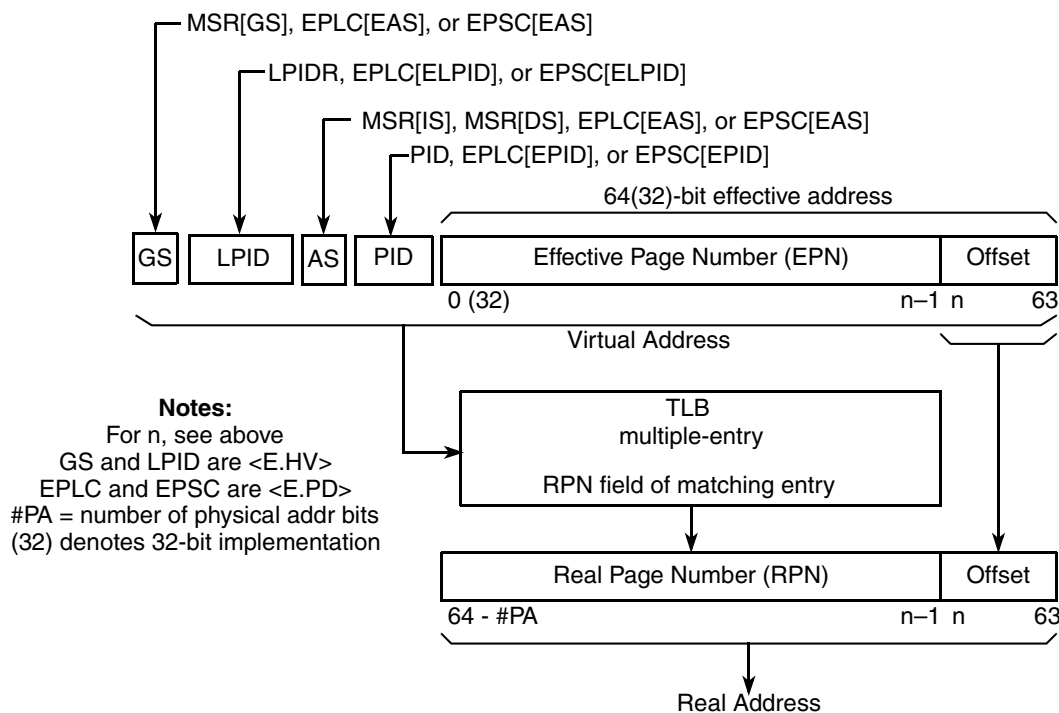 MSR[GS], EPLC[EAS], or EPSC[EAS]
LPIDR, EPLC[ELPID], or EPSC[ELPID]
MSR[IS], MSR[DS], EPLC[EAS], or EPSC[EAS]
PID, EPLC[EPID], or EPSC[EPID]
64(32)-bit effective address
GS LPID AS PID Effective Page Number (EPN) Offset
0 (32) n–1 n 63
Virtual Address
TLB
multiple-entry
RPN field of matching entry
Notes:
For n, see above
GS and LPID are <E.HV>
EPLC and EPSC are <E.PD>
#PA = number of physical addr bits
(32) denotes 32-bit implementation
Real Page Number (RPN) Offset
64 - #PA n–1 n 63
Real Address